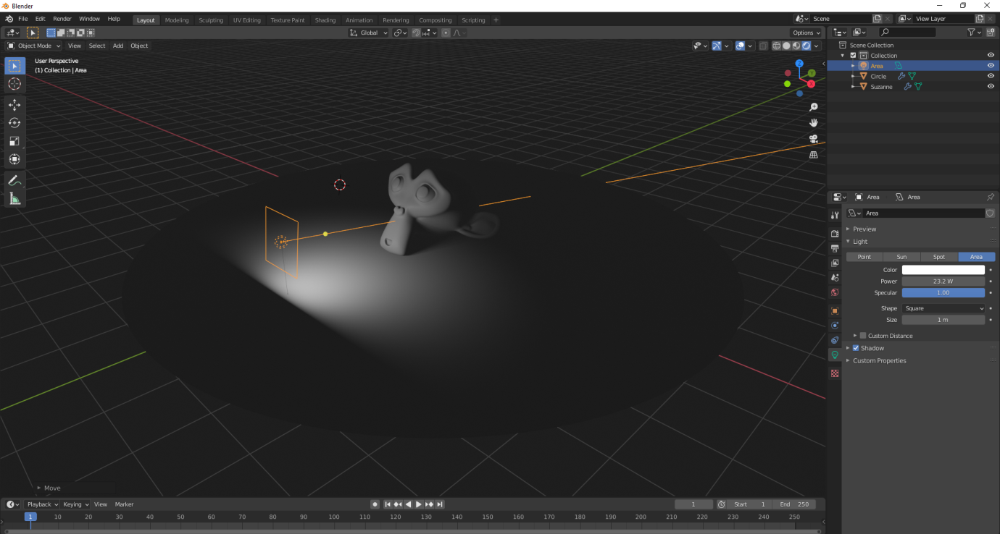 Blender
File Edit Render Window Help Layout Modeling Sculpting UV Editing Texture Paint Shading Animation Rendering Compositing Scripting + Scene View Layer
Global Options
Object Mode View Select Add Object
User Perspective
(1) Collection | Area
Z
Y
X
Move
Scene Collection
Collection
Area
Circle
Suzanne
Area Area
Area
Preview
Light
Point Sun Spot Area
Color
Power 23.2 W
Specular 1.00
Shape Square
Size 1 m
Custom Distance
Shadow
Custom Properties
Playback Keying View Marker 1 Start 1 End 250
1 10 20 30 40 50 60 70 80 90 100 110 120 130 140 150 160 170 180 190 200 210 220 230 240 250